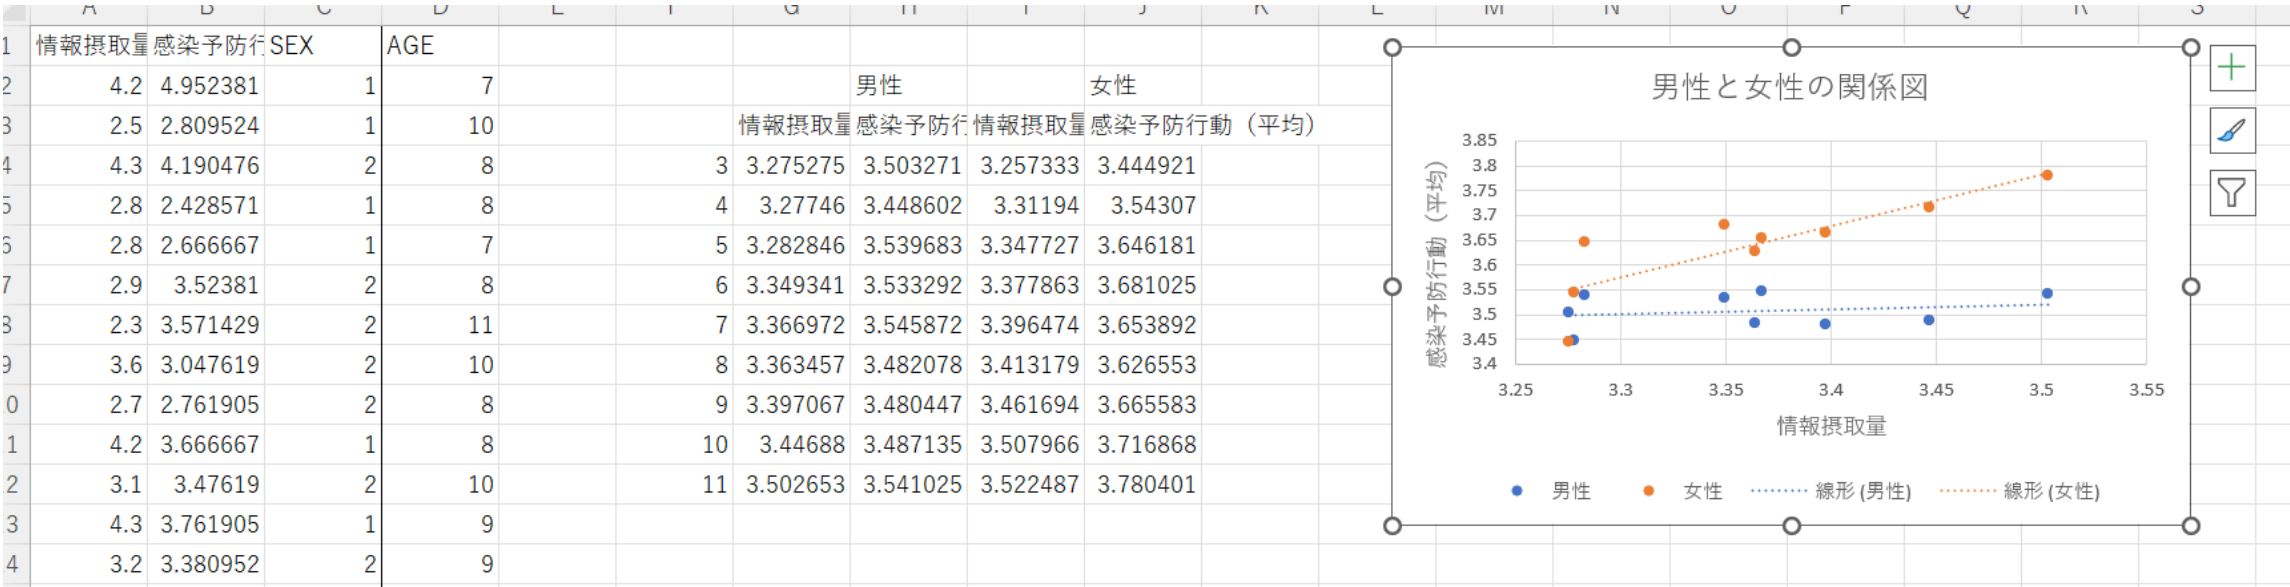 A B C D E F G H I J K L M N O P Q R S
1 情報摂取量 感染予防行 SEX AGE
2 4.2 4.952381 1 7 男性 女性
3 2.5 2.809524 1 10 情報摂取量 感染予防行 情報摂取量 感染予防行動（平均）
4 4.3 4.190476 2 8 3 3.275275 3.503271 3.257333 3.444921
5 2.8 2.428571 1 8 4 3.27746 3.448602 3.31194 3.54307
6 2.8 2.666667 1 7 5 3.282846 3.539683 3.347727 3.646181
7 2.9 3.52381 2 8 6 3.349341 3.533292 3.377863 3.681025
8 2.3 3.571429 2 11 7 3.366972 3.545872 3.396474 3.653892
9 3.6 3.047619 2 10 8 3.363457 3.482078 3.413179 3.626553
0 2.7 2.761905 2 8 9 3.397067 3.480447 3.461694 3.665583
1 4.2 3.666667 1 8 10 3.44688 3.487135 3.507966 3.716868
2 3.1 3.47619 2 10 11 3.502653 3.541025 3.522487 3.780401
3 4.3 3.761905 1 9
4 3.2 3.380952 2 9
男性と女性の関係図
感染予防行動（平均）
3.85
3.8
3.75
3.7
3.65
3.6
3.55
3.5
3.45
3.4
3.25 3.3 3.35 3.4 3.45 3.5 3.55
情報摂取量
男性 女性 線形 (男性) 線形 (女性)